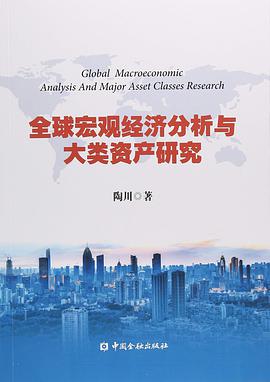 Global Macroeconomic
Analysis And Major Asset Classes Research
全球宏观经济分析与
大类资产研究
陶川◎著
中国金融出版社